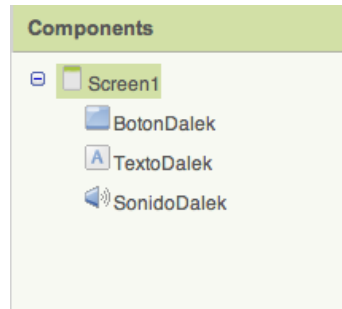 Components
Screen1
BotonDalek
A TextoDalek
SonidoDalek